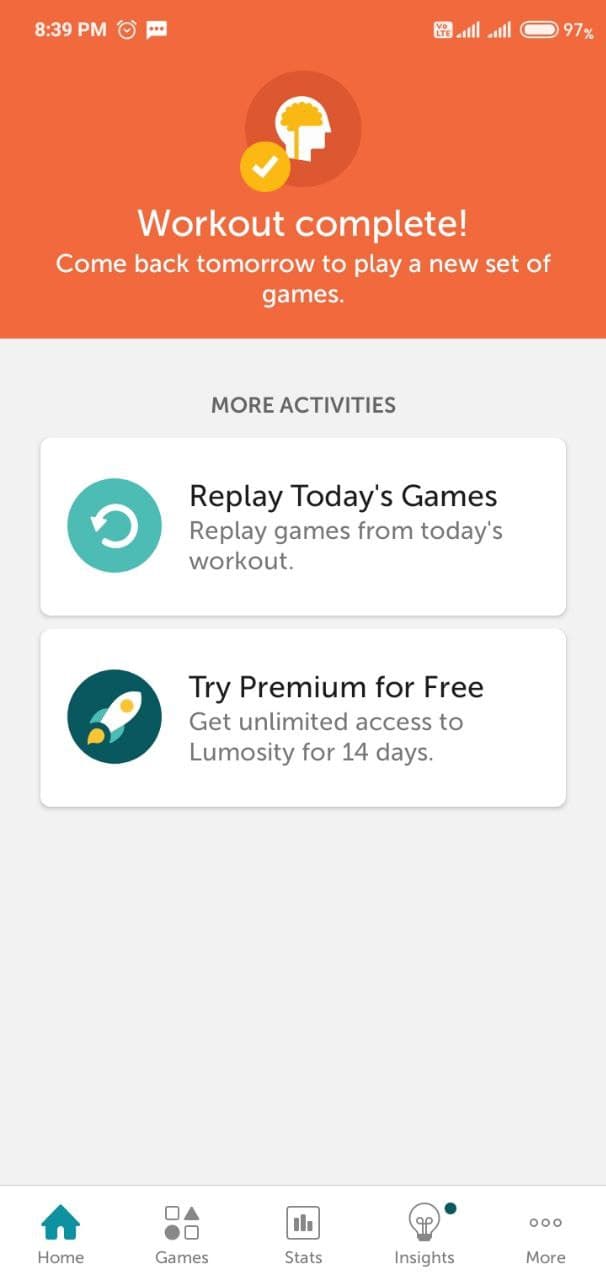 8:39 PM
VO LTE 97%
Workout complete!
Come back tomorrow to play a new set of
games.
MORE ACTIVITIES
Replay Today's Games
Replay games from today's
workout.
Try Premium for Free
Get unlimited access to
Lumosity for 14 days.
Home Games Stats Insights More